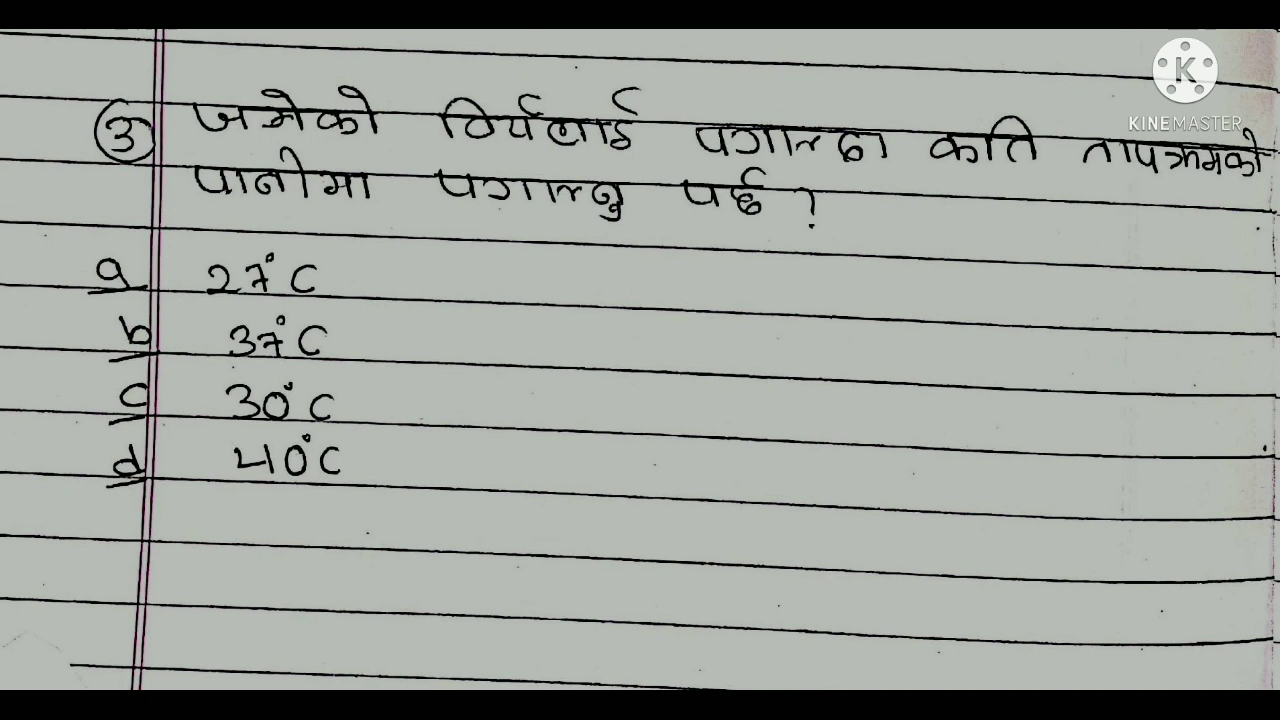 K
KINEMASTER
③ जमेको विर्यलाई पगाल्दा कति तापक्रमको
पानीमा पगाल्नु पर्छ ?
a 27°C
b 37°C
c 30°C
d 40°C